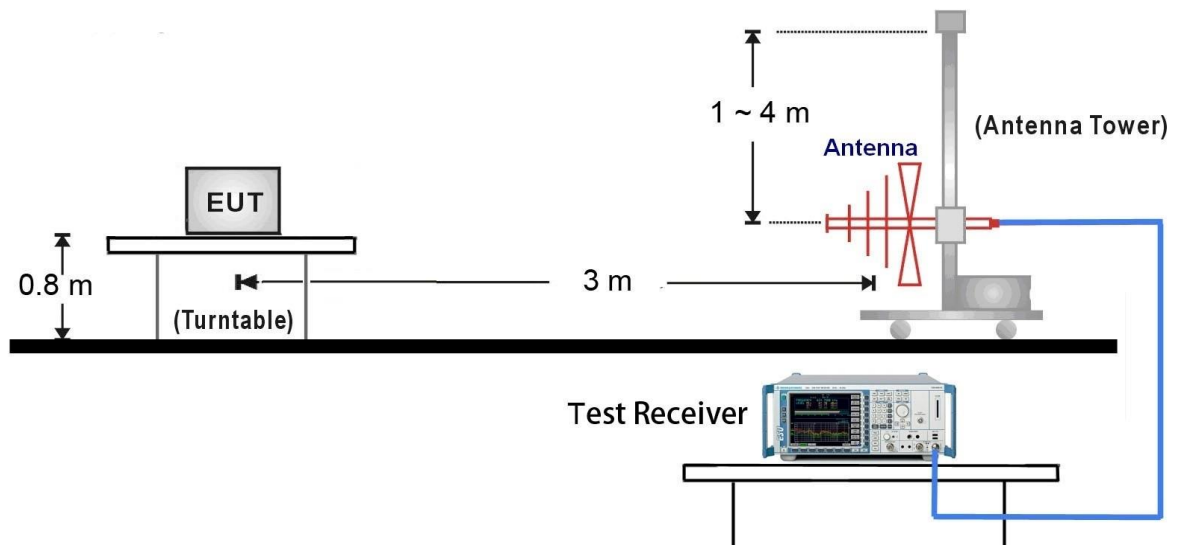 1 ~ 4 m
(Antenna Tower)
Antenna
EUT
0.8 m
3 m
(Turntable)
Test Receiver